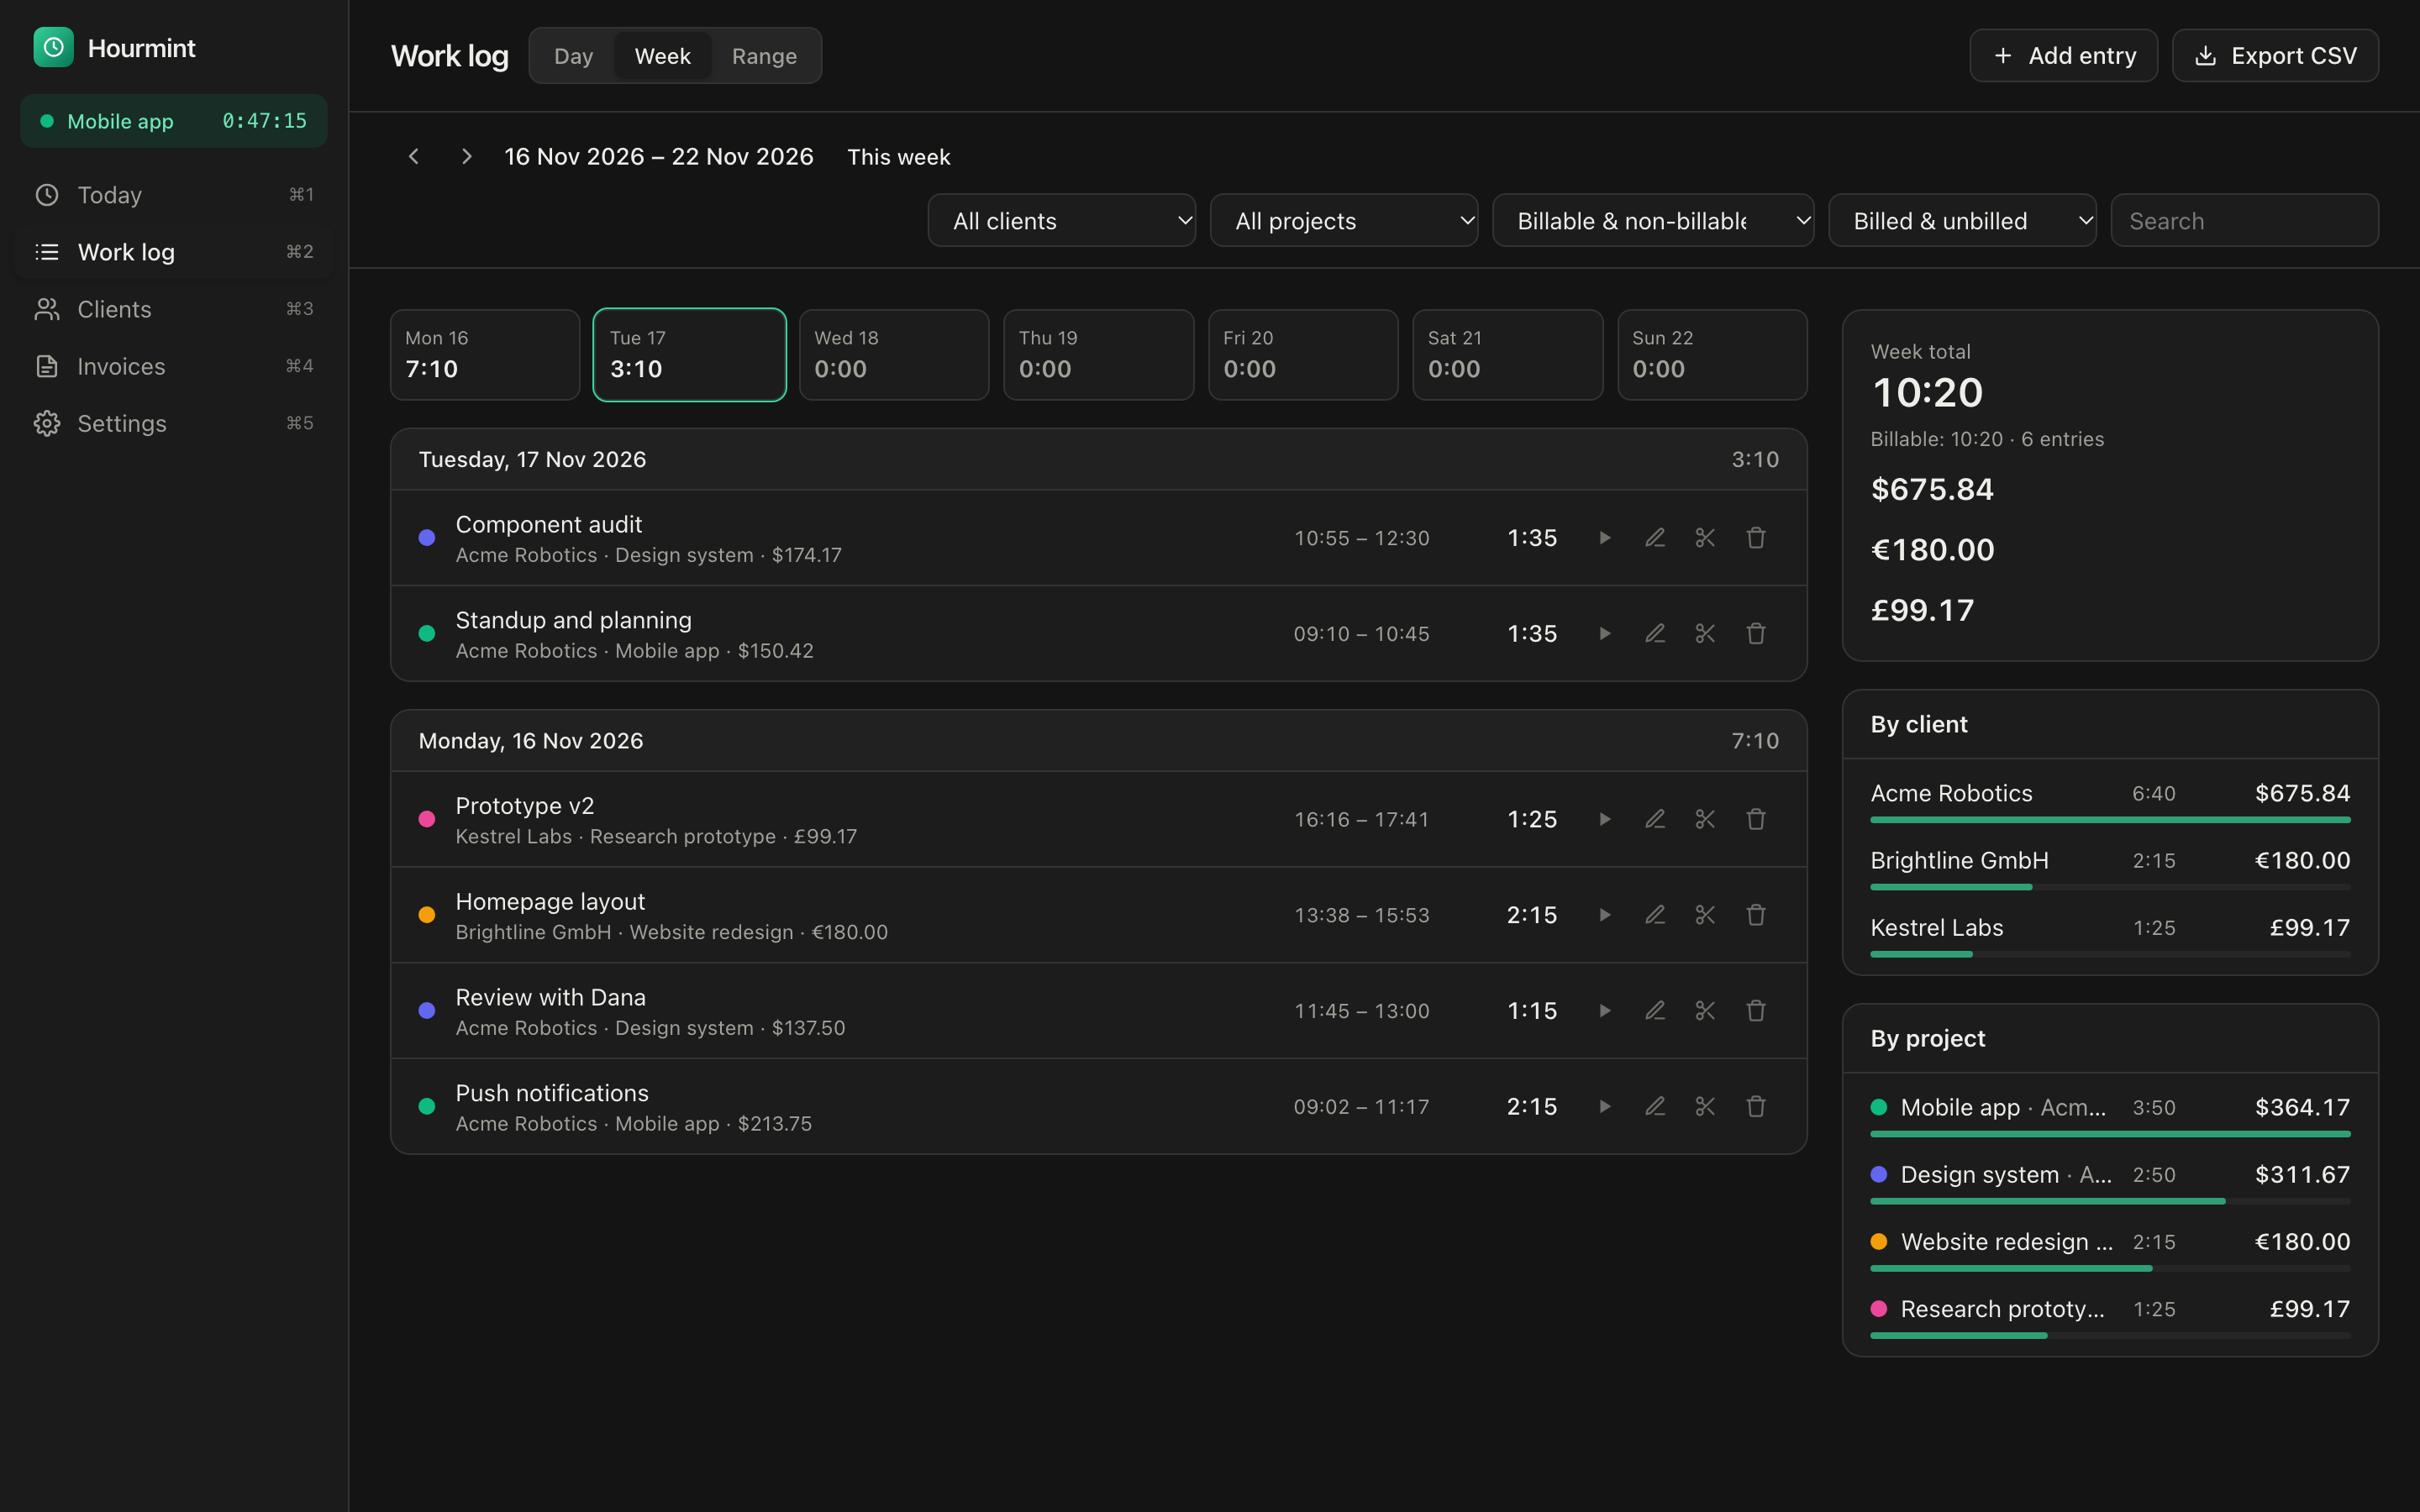 Hourmint
Mobile app 0:47:15
Today ⌘1
Work log ⌘2
Clients ⌘3
Invoices ⌘4
Settings ⌘5
Work log Day Week Range
Add entry Export CSV
16 Nov 2026 – 22 Nov 2026 This week
All clients All projects Billable & non-billable Billed & unbilled Search
Mon 16
7:10
Tue 17
3:10
Wed 18
0:00
Thu 19
0:00
Fri 20
0:00
Sat 21
0:00
Sun 22
0:00
Tuesday, 17 Nov 2026 3:10
Component audit
Acme Robotics · Design system · $174.17
10:55 – 12:30 1:35
Standup and planning
Acme Robotics · Mobile app · $150.42
09:10 – 10:45 1:35
Monday, 16 Nov 2026 7:10
Prototype v2
Kestrel Labs · Research prototype · £99.17
16:16 – 17:41 1:25
Homepage layout
Brightline GmbH · Website redesign · €180.00
13:38 – 15:53 2:15
Review with Dana
Acme Robotics · Design system · $137.50
11:45 – 13:00 1:15
Push notifications
Acme Robotics · Mobile app · $213.75
09:02 – 11:17 2:15
Week total
10:20
Billable: 10:20 · 6 entries
$675.84
€180.00
£99.17
By client
Acme Robotics 6:40 $675.84
Brightline GmbH 2:15 €180.00
Kestrel Labs 1:25 £99.17
By project
Mobile app · Acm... 3:50 $364.17
Design system · A... 2:50 $311.67
Website redesign ... 2:15 €180.00
Research prototy... 1:25 £99.17